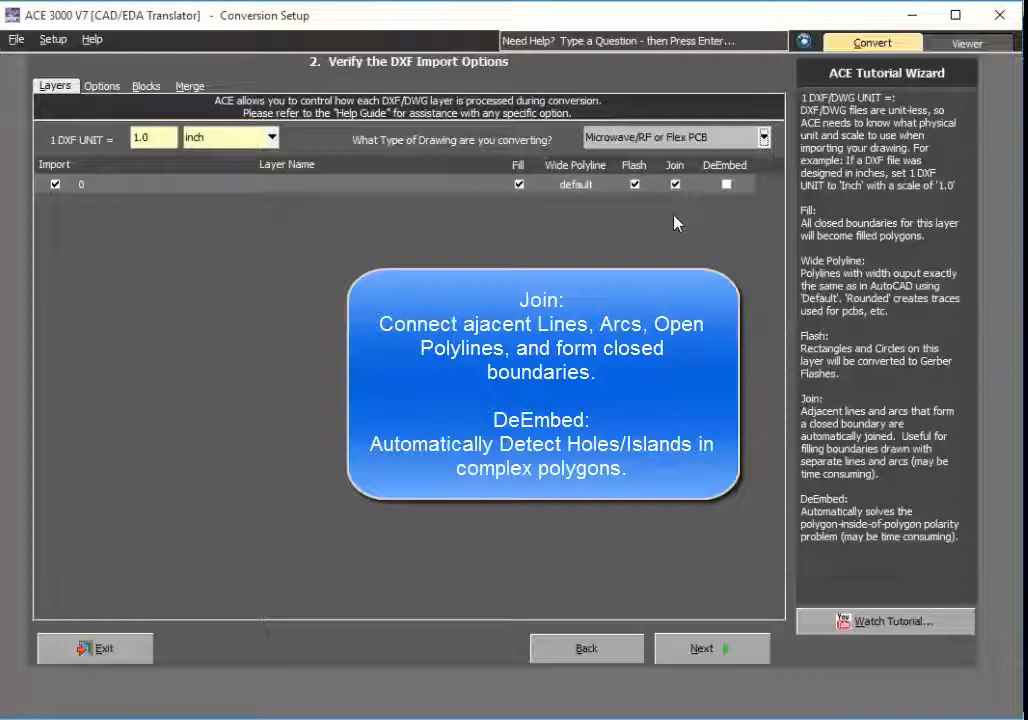 ACE 3000 V7 [CAD/EDA Translator]  -  Conversion Setup
File Setup Help
Need Help?  Type a Question - then Press Enter...
Convert
Viewer
2.  Verify the DXF Import Options
Layers Options Blocks Merge
ACE allows you to control how each DXF/DWG layer is processed during conversion.
Please refer to the "Help Guide" for assistance with any specific option.
1 DXF UNIT = 1.0 inch What Type of Drawing are you converting? Microwave/RF or Flex PCB
Import Layer Name Fill Wide Polyline Flash Join DeEmbed
0 default
Join:
Connect ajacent Lines, Arcs, Open
Polylines, and form closed
boundaries.
DeEmbed:
Automatically Detect Holes/Islands in
complex polygons.
ACE Tutorial Wizard
1 DXF/DWG UNIT =:
DXF/DWG files are unit-less, so
ACE needs to know what physical
unit and scale to use when
importing your drawing.  For
example: If a DXF file was
designed in inches, set 1 DXF
UNIT to 'Inch' with a scale of '1.0'
Fill:
All closed boundaries for this layer
will become filled polygons.
Wide Polyline:
Polylines with width ouput exactly
the same as in AutoCAD using
'Default'. 'Rounded' creates traces
used for pcbs, etc.
Flash:
Rectangles and Circles on this
layer will be converted to Gerber
Flashes.
Join:
Adjacent lines and arcs that form
a closed boundary are
automatically joined.  Useful for
filling boundaries drawn with
separate lines and arcs (may be
time consuming).
DeEmbed:
Automatically solves the
polygon-inside-of-polygon polarity
problem (may be time consuming).
You Watch Tutorial...
Exit
Back
Next